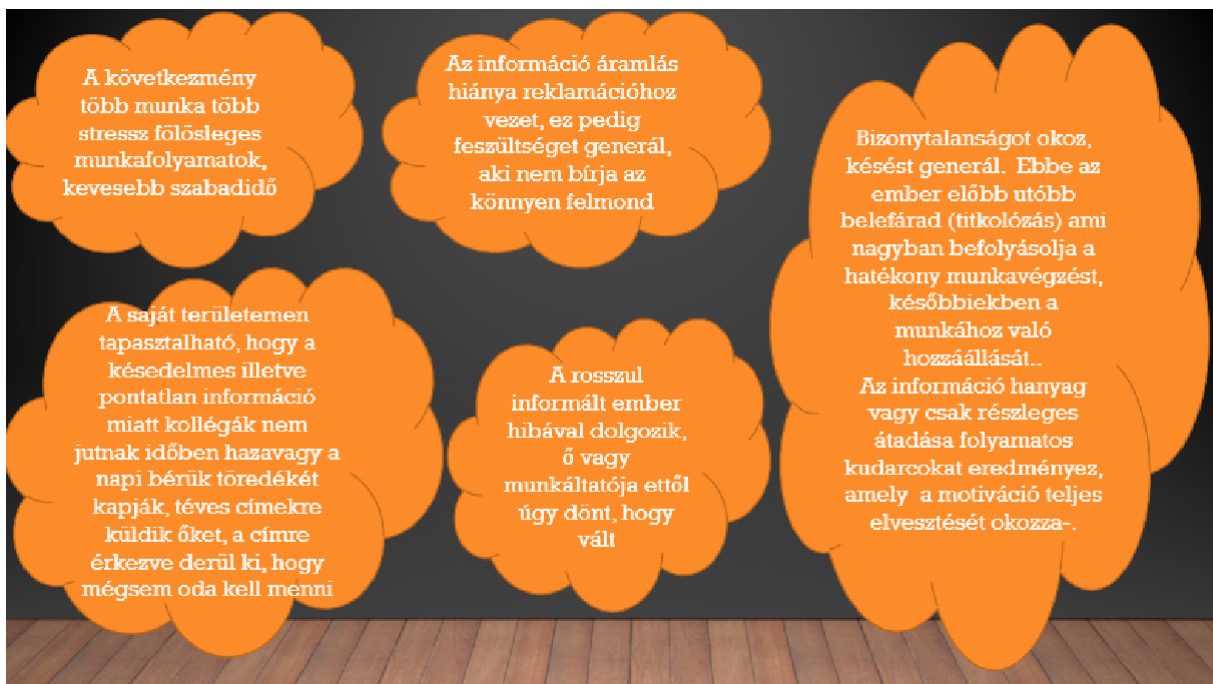 A következmény
több munka több
stressz fölösleges
munkafolyamatok,
kevesebb szabadidő
Az információ áramlás
hiánya reklamációhoz
vezet, ez pedig
feszültséget generál,
aki nem bírja az
könnyen felmond
Bizonytalanságot okoz,
késést generál. Ebbe az
ember előbb utóbb
belefárad (titkolózás) ami
nagyban befolyásolja a
hatékony munkavégzést,
későbbiekben a
munkához való
hozzáállását..
Az információ hanyag
vagy csak részleges
átadása folyamatos
kudarcokat eredményez,
amely a motiváció teljes
elvesztését okozza-.
A saját területemen
tapasztalható, hogy a
késedelmes illetve
pontatlan információ
miatt kollégák nem
jutnak időben hazavagy a
napi bérük töredékét
kapják, téves címekre
küldik őket, a címre
érkezve derül ki, hogy
mégsem oda kell menni
A rosszul
informált ember
hibával dolgozik,
ő vagy
munkáltatója ettől
úgy dönt, hogy
vált